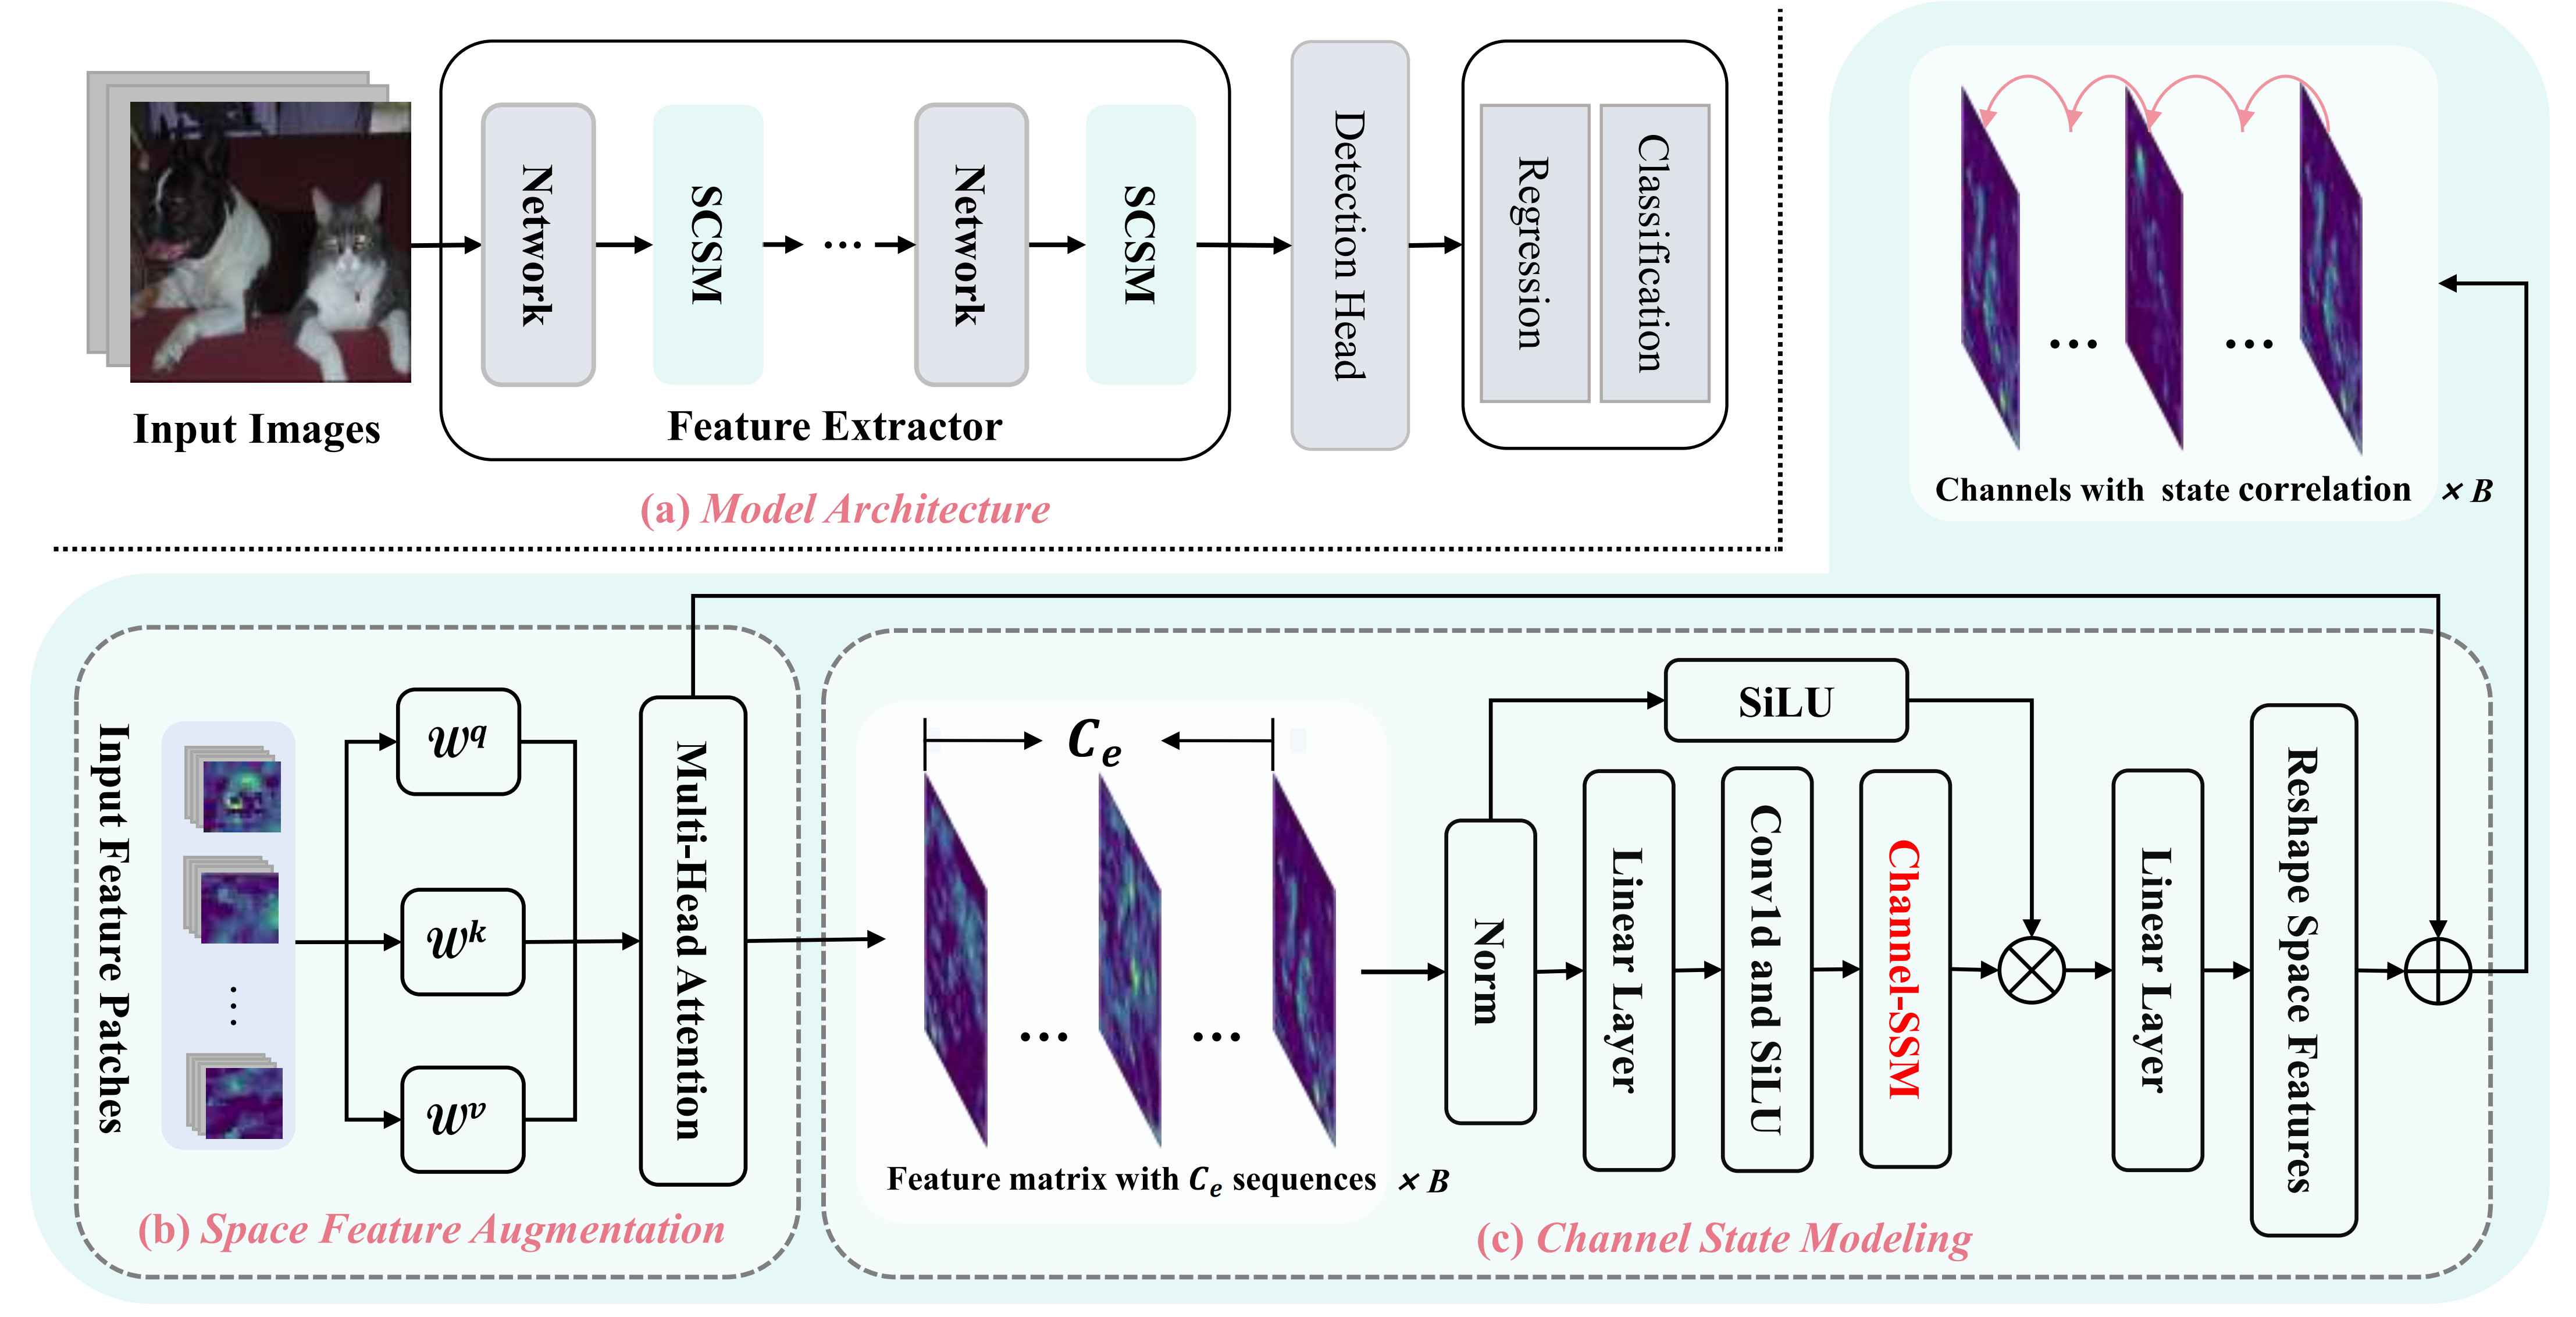 Network
SCSM
...
Network
SCSM
Detection Head
Regression
Classification
Input Images
Feature Extractor
(a) Model Architecture
... ...
Channels with state correlation × B
Input Feature Patches
...
W^q
W^k
W^v
Multi-Head Attention
(b) Space Feature Augmentation
C_e
... ...
Feature matrix with C_e sequences × B
Norm
SiLU
Linear Layer
Conv1d and SiLU
Channel-SSM
Linear Layer
Reshape Space Features
(c) Channel State Modeling